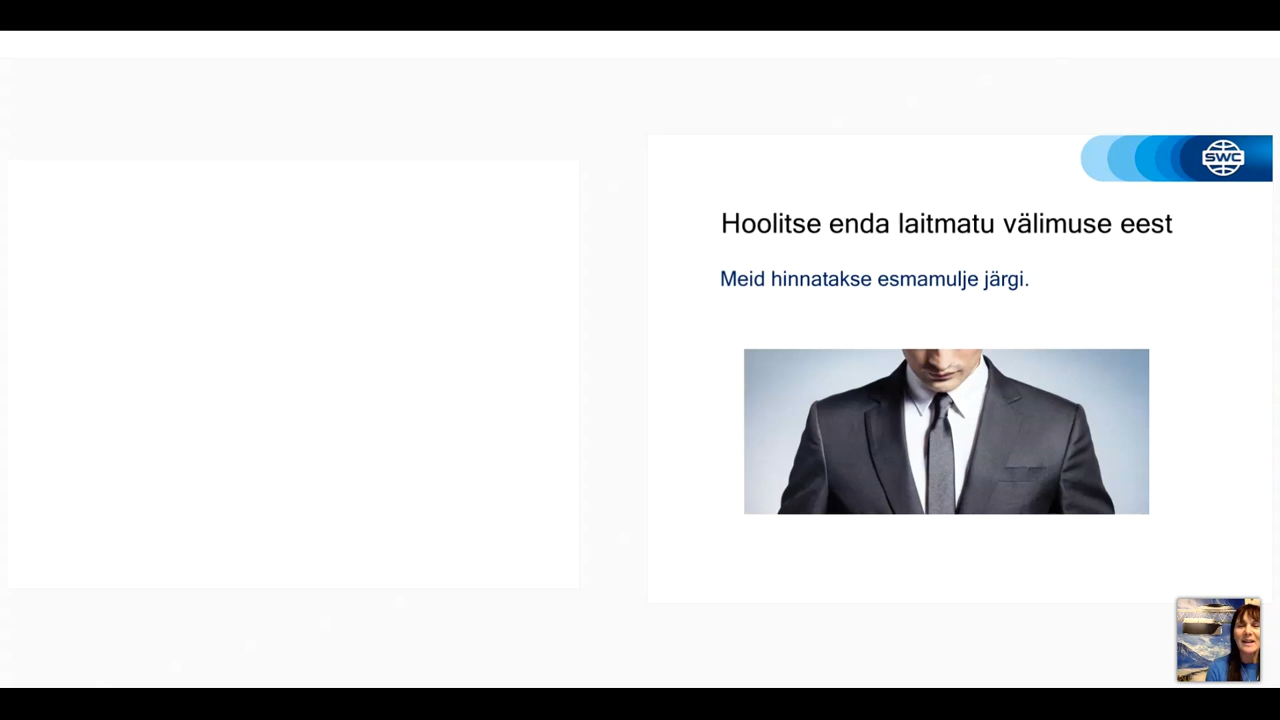 SWC
Hoolitse enda laitmatu välimuse eest
Meid hinnatakse esmamulje järgi.